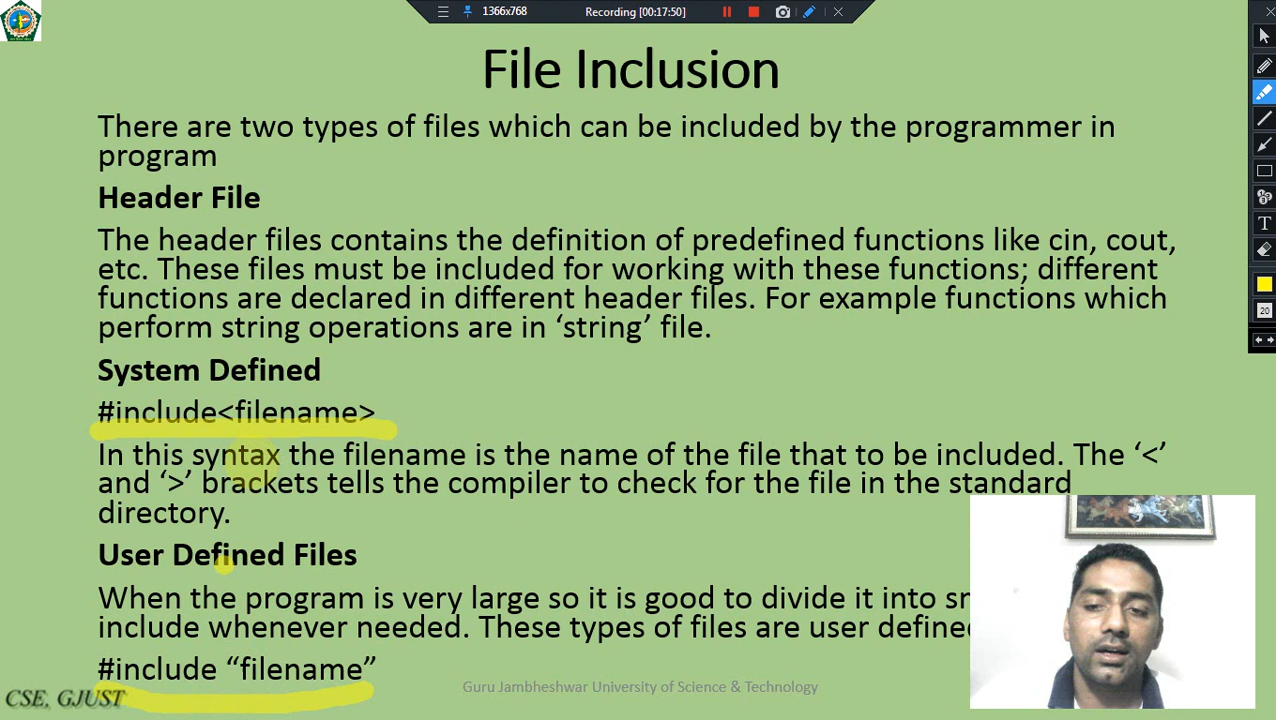 1366x768
Recording [00:17:50]
File Inclusion
There are two types of files which can be included by the programmer in
program
Header File
The header files contains the definition of predefined functions like cin, cout,
etc. These files must be included for working with these functions; different
functions are declared in different header files. For example functions which
perform string operations are in ‘string’ file.
System Defined
#include<filename>
In this syntax the filename is the name of the file that to be included. The ‘<’
and ‘>’ brackets tells the compiler to check for the file in the standard
directory.
User Defined Files
When the program is very large so it is good to divide it into
include whenever needed. These types of files are user
#include “filename”
CSE, GJUST
Guru Jambheshwar University of Science & Technology
T
20